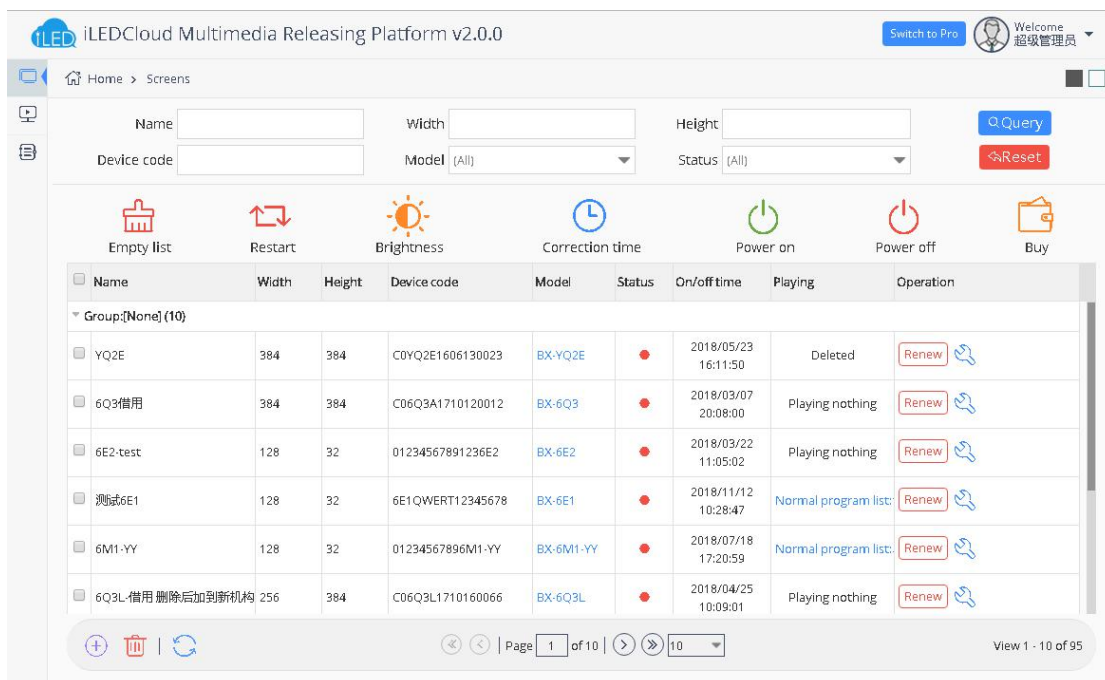 iLED iLEDCloud Multimedia Releasing Platform v2.0.0 Switch to Pro Welcome
超级管理员
Home > Screens
Name Width Height Query
Device code Model (All) Status (All) Reset
Empty list Restart Brightness Correction time Power on Power off Buy
Name Width Height Device code Model Status On/off time Playing Operation
Group:[None] (10)
YQ2E 384 384 C0YQ2E1606130023 BX-YQ2E 2018/05/23 16:11:50 Deleted Renew
6Q3借用 384 384 C06Q3A1710120012 BX-6Q3 2018/03/07 20:08:00 Playing nothing Renew
6E2-test 128 32 01234567891236E2 BX-6E2 2018/03/22 11:05:02 Playing nothing Renew
测试6E1 128 32 6E1QWERT12345678 BX-6E1 2018/11/12 10:28:47 Normal program list: Renew
6M1-YY 128 32 01234567896M1-YY BX-6M1-YY 2018/07/18 17:20:59 Normal program list: Renew
6Q3L-借用 删除后加到新机构 256 384 C06Q3L1710160066 BX-6Q3L 2018/04/25 10:09:01 Playing nothing Renew
Page 1 of 10 10 View 1 - 10 of 95